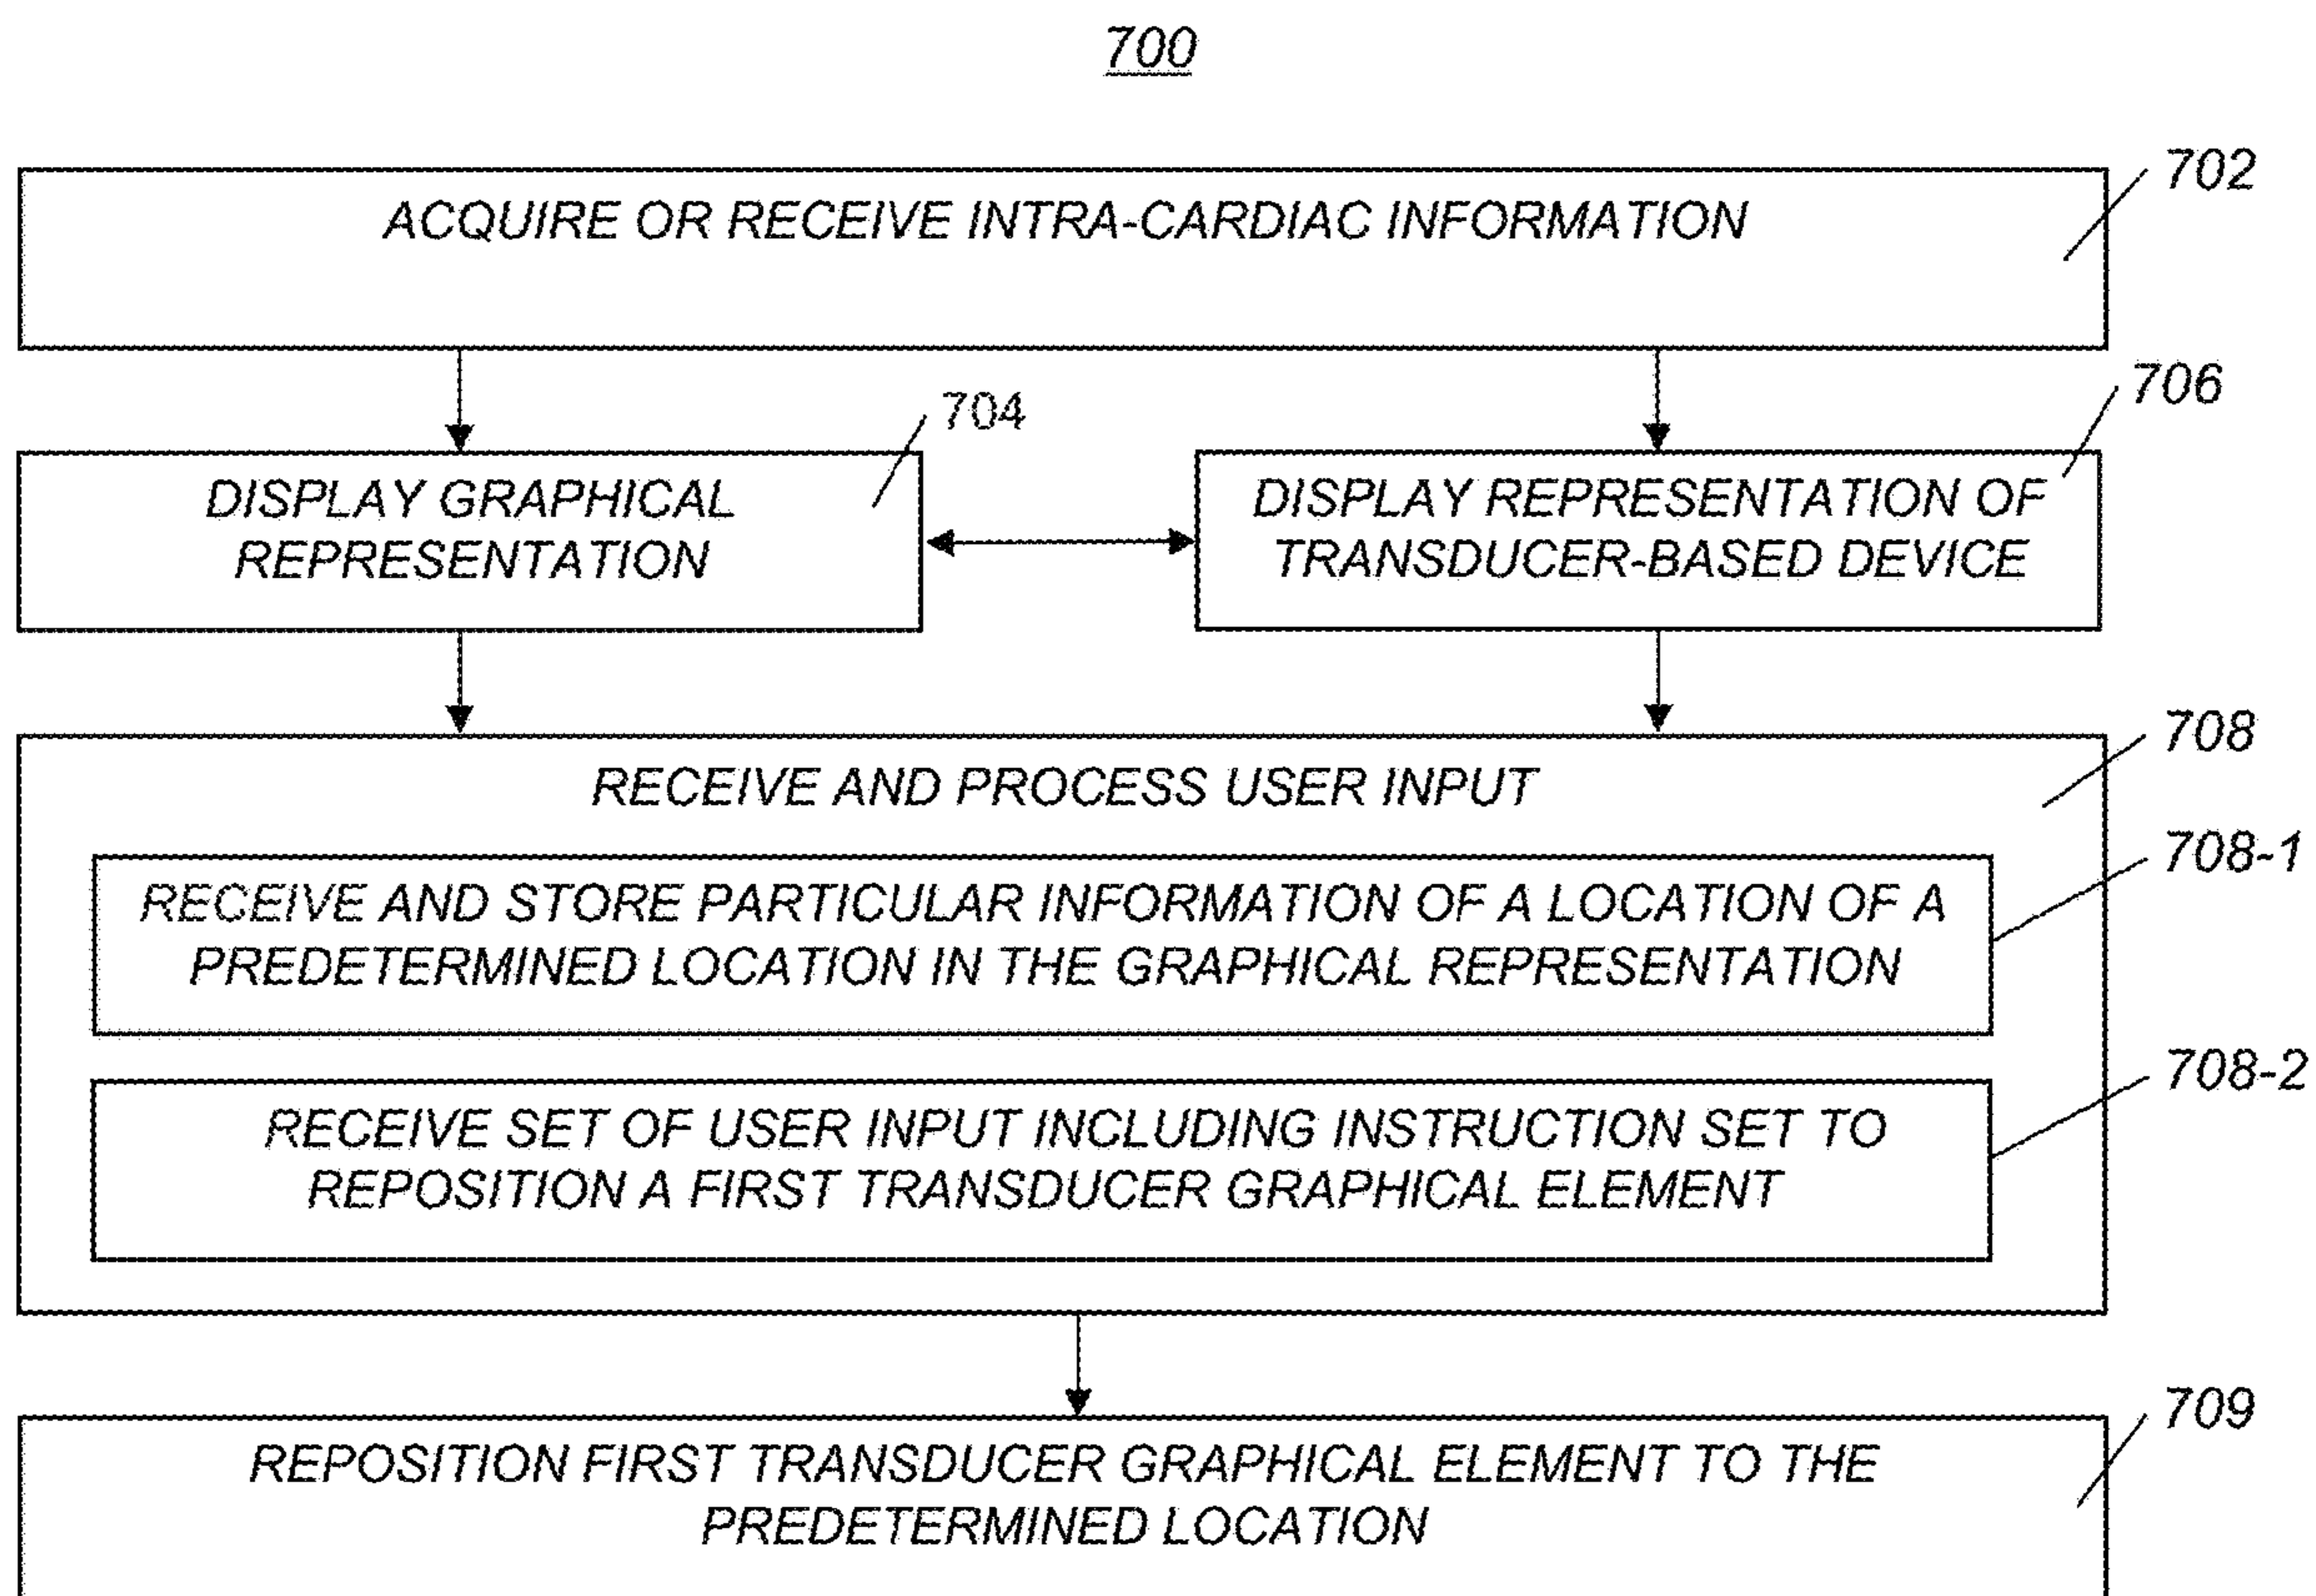 700
702
ACQUIRE OR RECEIVE INTRA-CARDIAC INFORMATION
704
706
DISPLAY GRAPHICAL
REPRESENTATION
DISPLAY REPRESENTATION OF
TRANSDUCER-BASED DEVICE
708
RECEIVE AND PROCESS USER INPUT
708-1
RECEIVE AND STORE PARTICULAR INFORMATION OF A LOCATION OF A
PREDETERMINED LOCATION IN THE GRAPHICAL REPRESENTATION
708-2
RECEIVE SET OF USER INPUT INCLUDING INSTRUCTION SET TO
REPOSITION A FIRST TRANSDUCER GRAPHICAL ELEMENT
709
REPOSITION FIRST TRANSDUCER GRAPHICAL ELEMENT TO THE
PREDETERMINED LOCATION